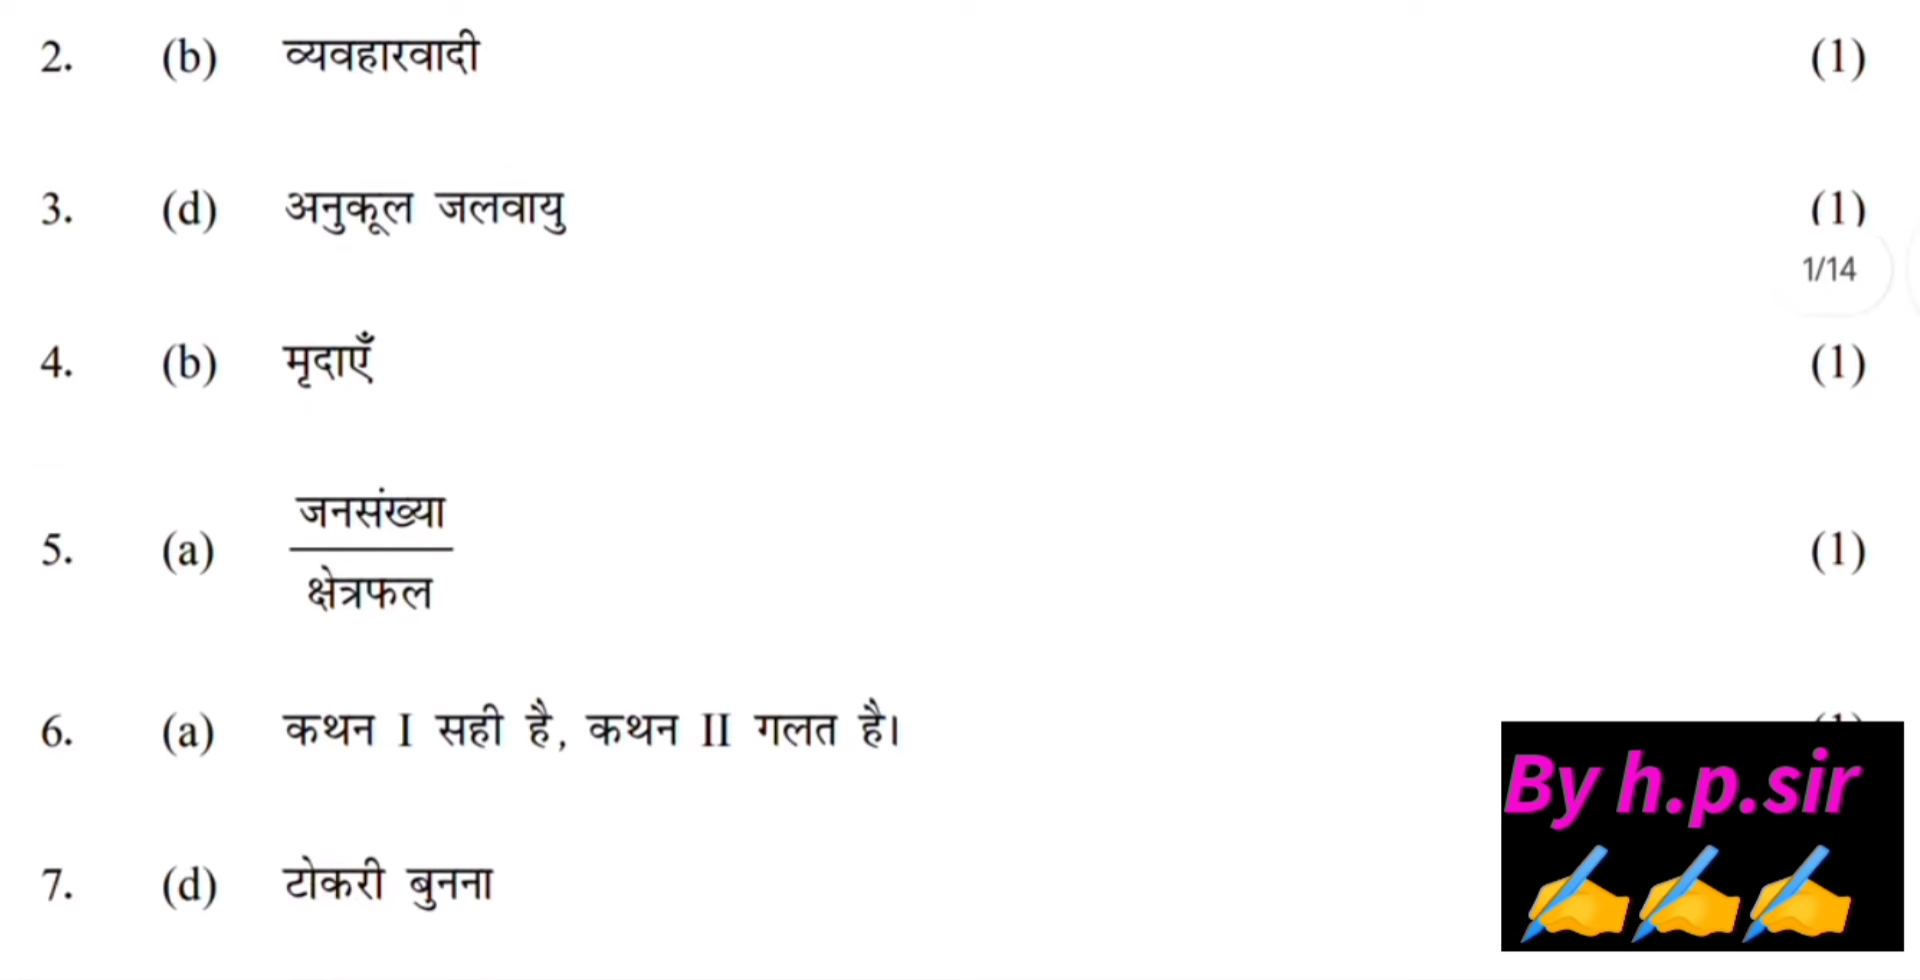 2. (b) व्यवहारवादी (1)
3. (d) अनुकूल जलवायु (1)
1/14
4. (b) मृदाएँ (1)
जनसंख्या
5. (a) (1)
क्षेत्रफल
6. (a) कथन I सही है, कथन II गलत है।
By h.p.sir
7. (d) टोकरी बुनना